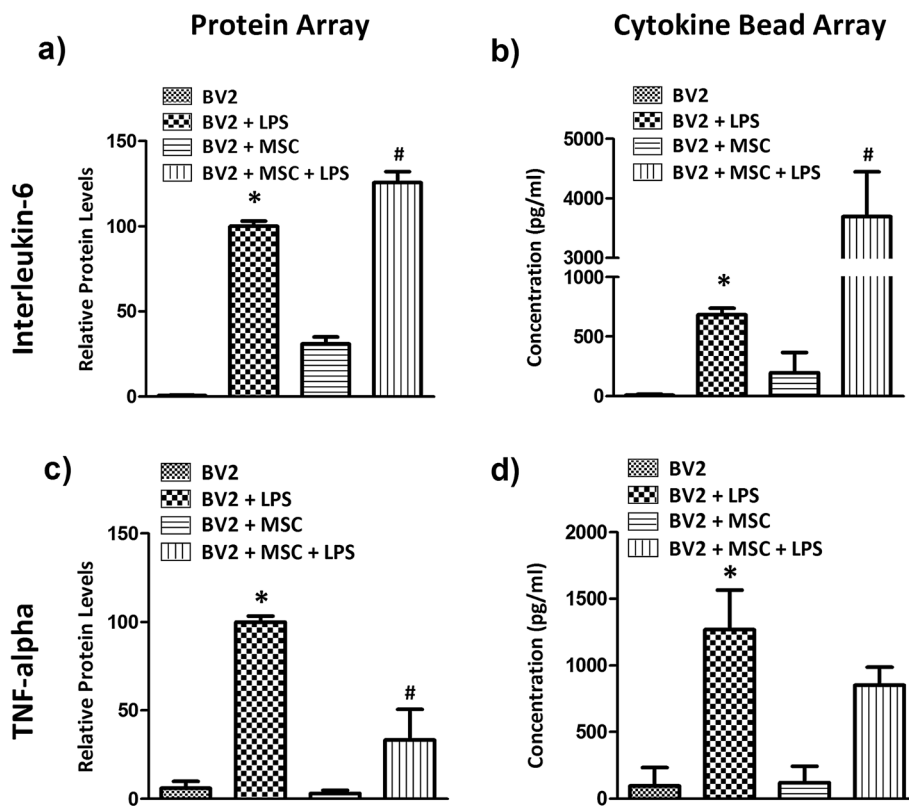 Protein Array
Cytokine Bead Array
Interleukin-6
TNF-alpha
a)
BV2
BV2 + LPS
BV2 + MSC
BV2 + MSC + LPS
Relative Protein Levels
150
100
50
0
*
#
b)
BV2
BV2 + LPS
BV2 + MSC
BV2 + MSC + LPS
Concentration (pg/ml)
5000
4000
3000
1000
500
0
*
#
c)
BV2
BV2 + LPS
BV2 + MSC
BV2 + MSC + LPS
Relative Protein Levels
150
100
50
0
*
#
d)
BV2
BV2 + LPS
BV2 + MSC
BV2 + MSC + LPS
Concentration (pg/ml)
2000
1500
1000
500
0
*